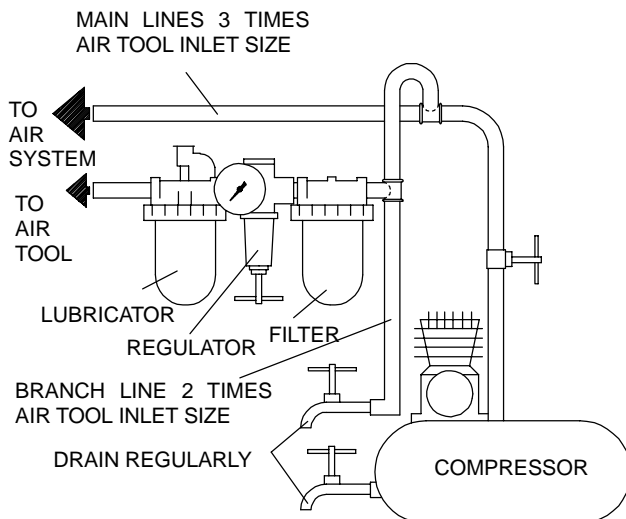 MAIN LINES 3 TIMES
AIR TOOL INLET SIZE
TO
AIR
SYSTEM
TO
AIR
TOOL
LUBRICATOR
REGULATOR
FILTER
BRANCH LINE 2 TIMES
AIR TOOL INLET SIZE
DRAIN REGULARLY
COMPRESSOR